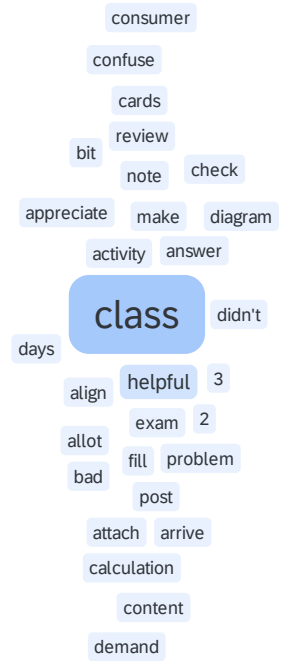 consumer
confuse
cards
review
bit
check
note
appreciate
make
diagram
activity
answer
class
didn't
days
helpful
3
align
exam
2
allot
fill
problem
bad
post
attach
arrive
calculation
content
demand